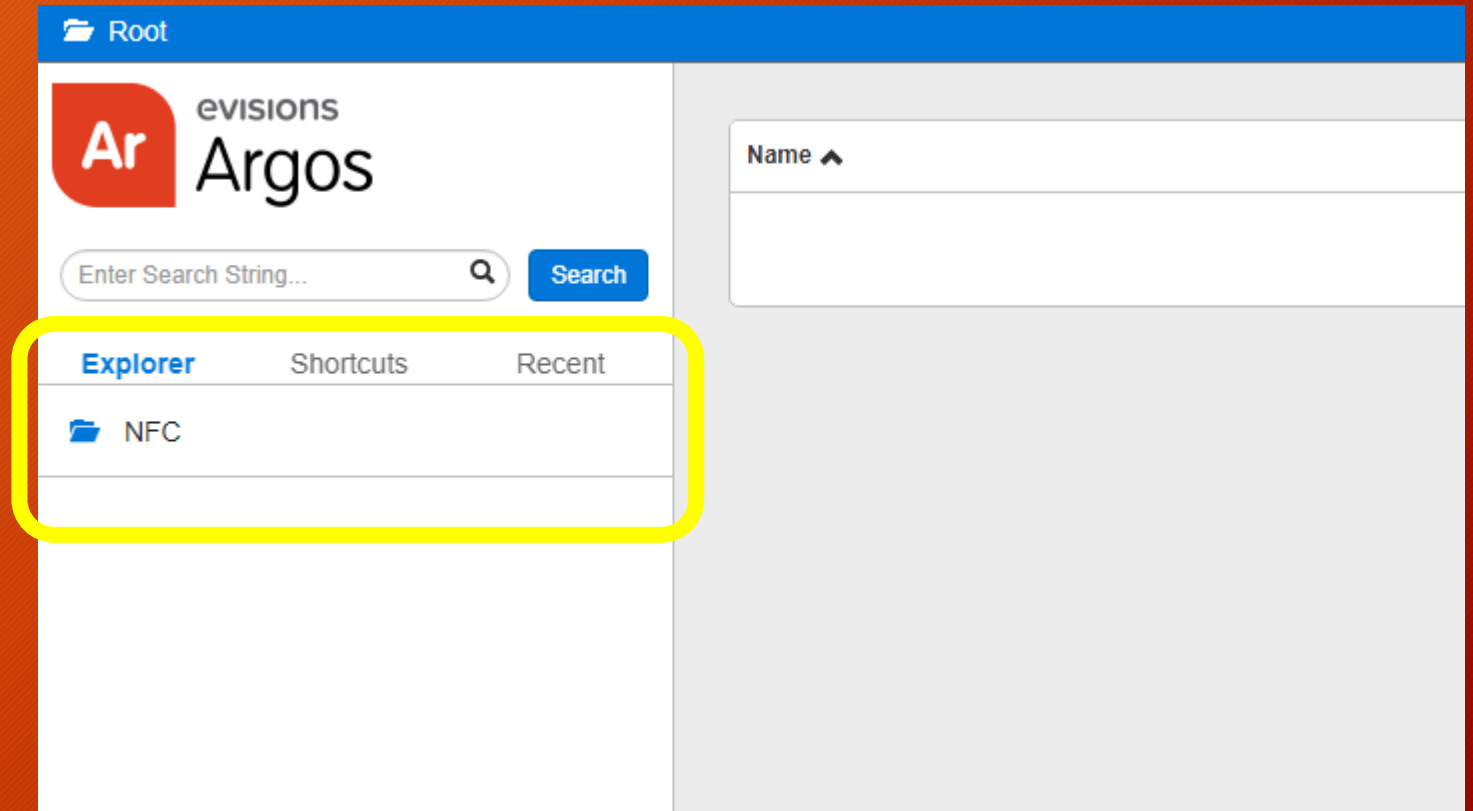 Root
Ar
evisions
Argos
Enter Search String...
Search
Explorer Shortcuts Recent
NFC
Name